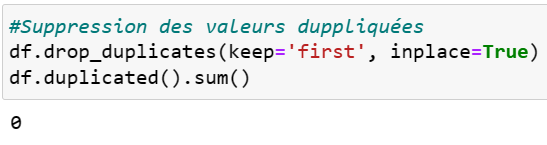 #Suppression des valeurs duppliquées
df.drop_duplicates(keep='first', inplace=True)
df.duplicated().sum()
0